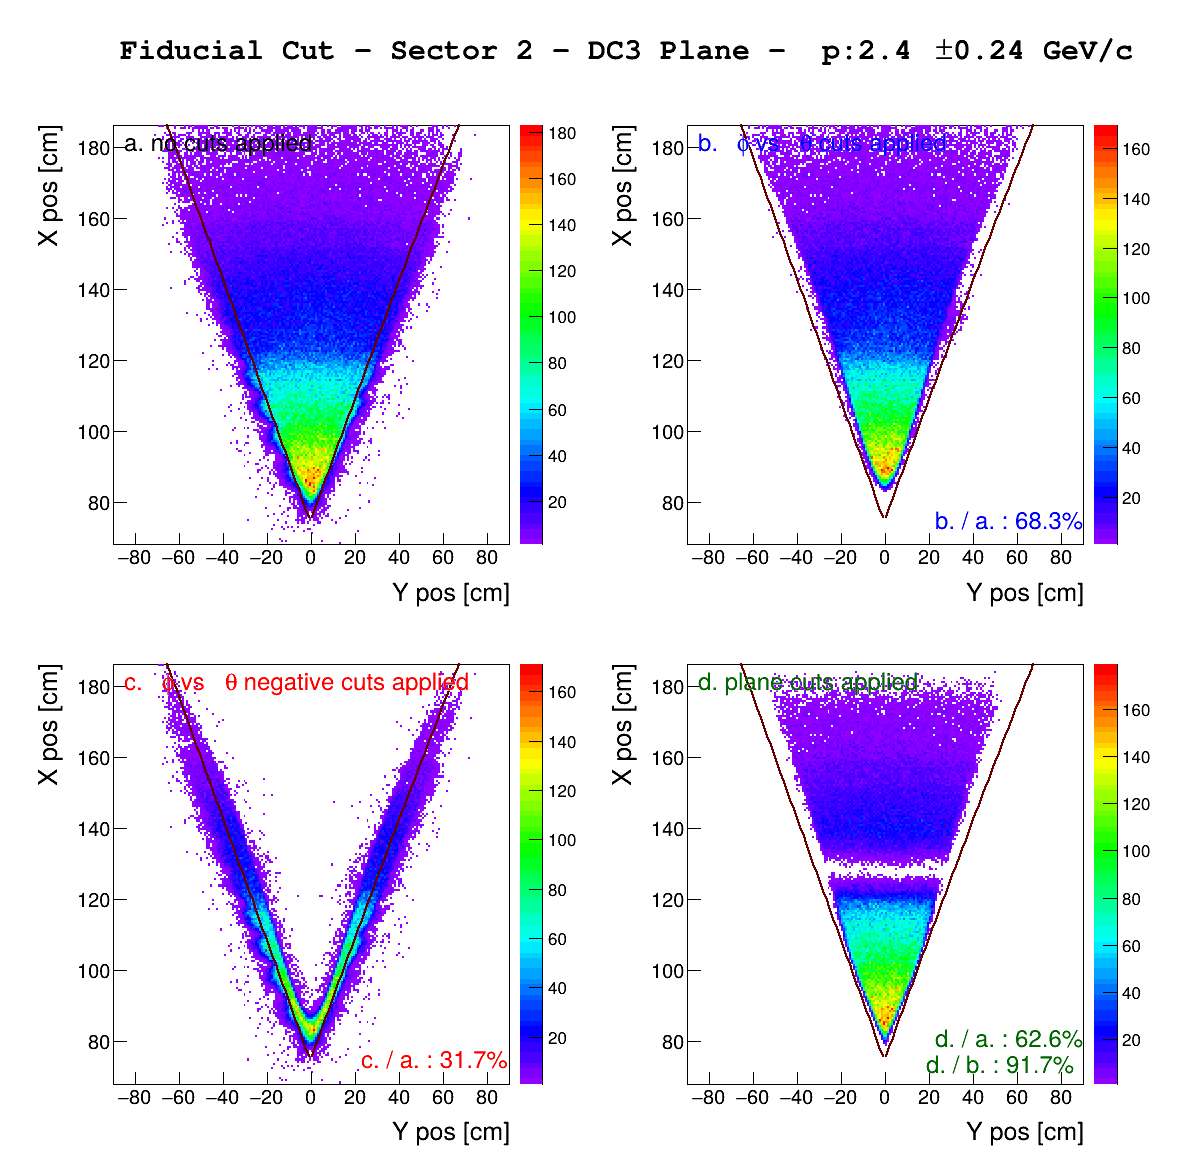 Fiducial Cut – Sector 2 – DC3 Plane – p:2.4 ±0.24 GeV/c
a. no cuts applied
X pos [cm]
180
160
140
120
100
80
−80 −60 −40 −20 0 20 40 60 80
Y pos [cm]
180
160
140
120
100
80
60
40
20
b. ϕ vs θ cuts applied
X pos [cm]
180
160
140
120
100
80
b. / a. : 68.3%
−80 −60 −40 −20 0 20 40 60 80
Y pos [cm]
160
140
120
100
80
60
40
20
c. ϕ vs θ negative cuts applied
X pos [cm]
180
160
140
120
100
80
c. / a. : 31.7%
−80 −60 −40 −20 0 20 40 60 80
Y pos [cm]
160
140
120
100
80
60
40
20
d. plane cuts applied
X pos [cm]
180
160
140
120
100
80
d. / a. : 62.6%
d. / b. : 91.7%
−80 −60 −40 −20 0 20 40 60 80
Y pos [cm]
160
140
120
100
80
60
40
20